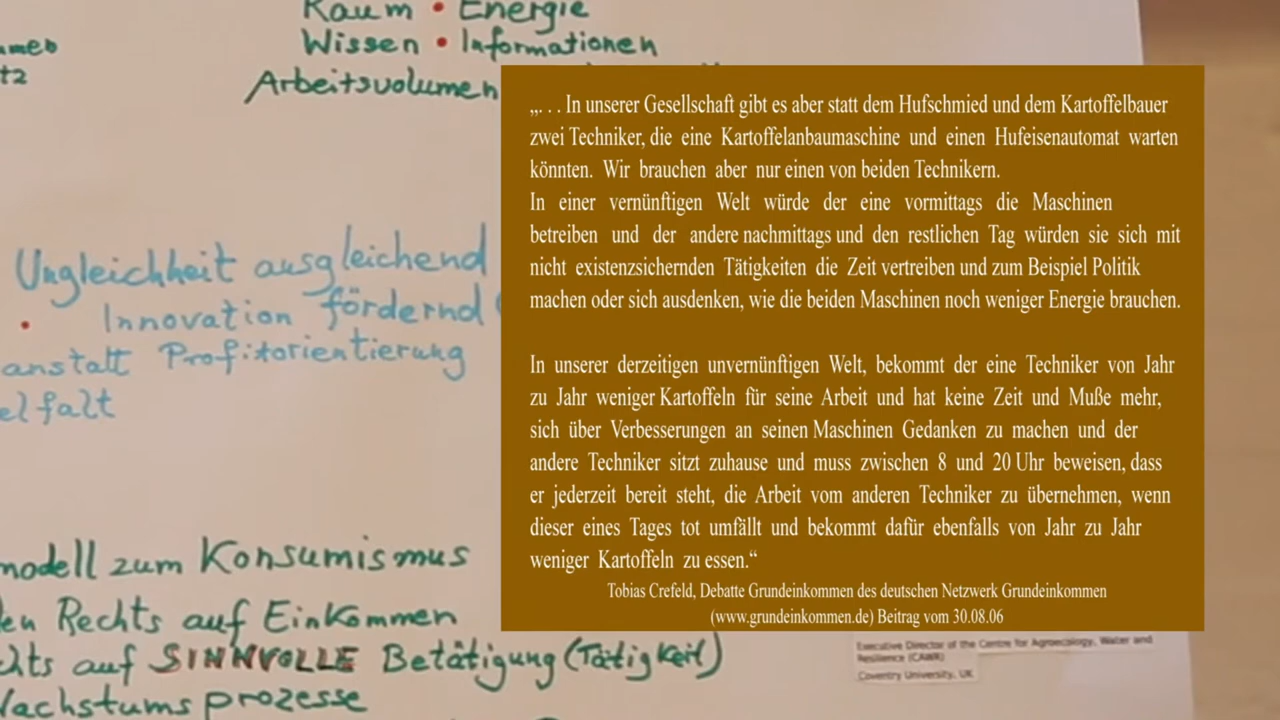 Raum • Energie
Wissen • Informationen
tz
Arbeitsvolumen
Ungleichheit ausgleichend
• Innovation fördernd
anstatt Profitorientierung
elfalt
modell zum Konsumismus
en Rechts auf Einkommen
chts auf SINNVOLLE Betätigung (Tätigkeit)
Wachstumsprozesse
„. . . In unserer Gesellschaft gibt es aber statt dem Hufschmied und dem Kartoffelbauer
zwei Techniker, die eine Kartoffelanbaumaschine und einen Hufeisenautomat warten
könnten. Wir brauchen aber nur einen von beiden Technikern.
In einer vernünftigen Welt würde der eine vormittags die Maschinen
betreiben und der andere nachmittags und den restlichen Tag würden sie sich mit
nicht existenzsichernden Tätigkeiten die Zeit vertreiben und zum Beispiel Politik
machen oder sich ausdenken, wie die beiden Maschinen noch weniger Energie brauchen.
In unserer derzeitigen unvernünftigen Welt, bekommt der eine Techniker von Jahr
zu Jahr weniger Kartoffeln für seine Arbeit und hat keine Zeit und Muße mehr,
sich über Verbesserungen an seinen Maschinen Gedanken zu machen und der
andere Techniker sitzt zuhause und muss zwischen 8 und 20 Uhr beweisen, dass
er jederzeit bereit steht, die Arbeit vom anderen Techniker zu übernehmen, wenn
dieser eines Tages tot umfällt und bekommt dafür ebenfalls von Jahr zu Jahr
weniger Kartoffeln zu essen.“
Tobias Crefeld, Debatte Grundeinkommen des deutschen Netzwerk Grundeinkommen
(www.grundeinkommen.de) Beitrag vom 30.08.06
Executive Director of the Centre for Agroecology, Water and
Resilience (CAWR)
Coventry University, UK